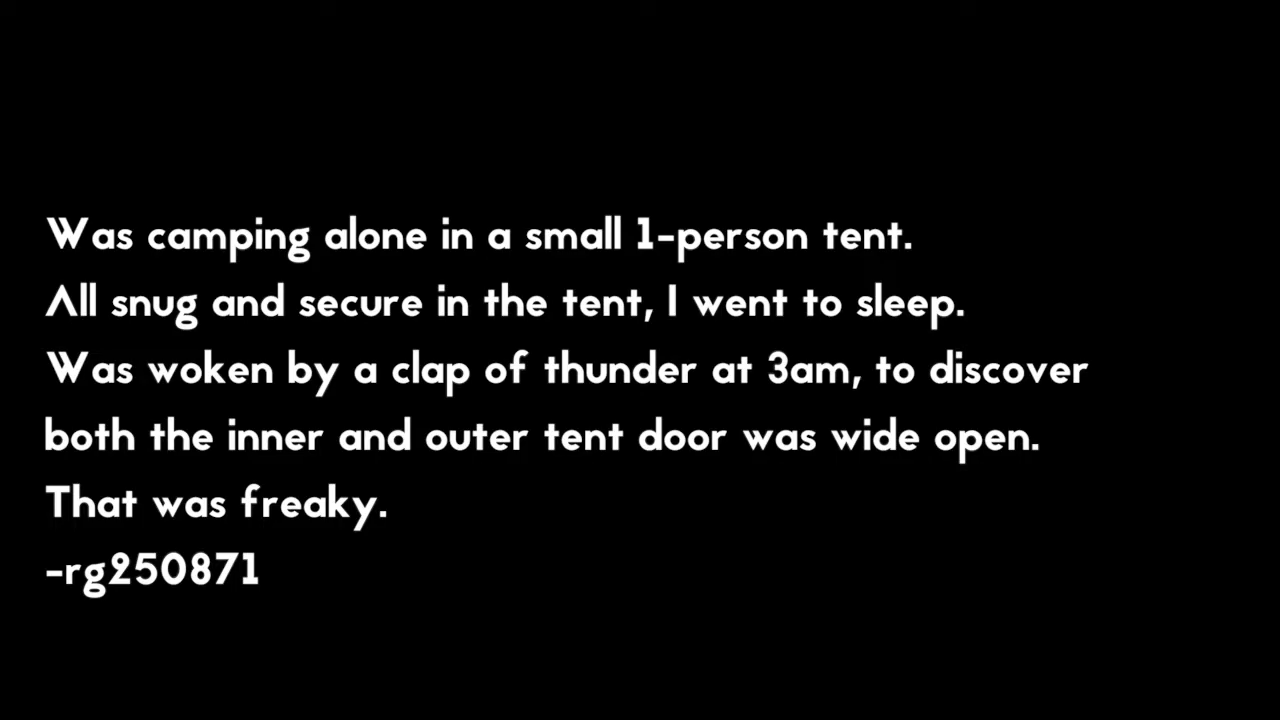 Was camping alone in a small 1-person tent.
All snug and secure in the tent, I went to sleep.
Was woken by a clap of thunder at 3am, to discover
both the inner and outer tent door was wide open.
That was freaky.
-rg250871